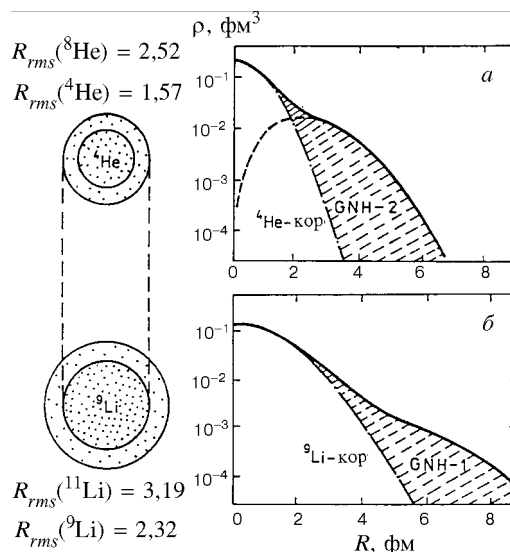 R_rms(⁸He) = 2,52
R_rms(⁴He) = 1,57
⁴He
⁹Li
R_rms(¹¹Li) = 3,19
R_rms(⁹Li) = 2,32
ρ, фм³
а
10⁻¹
10⁻²
10⁻³
10⁻⁴
⁴He-кор
GNH-2
0 2 4 6 8
б
10⁻¹
10⁻²
10⁻³
10⁻⁴
⁹Li-кор
GNH-1
0 2 4 6 8
R, фм